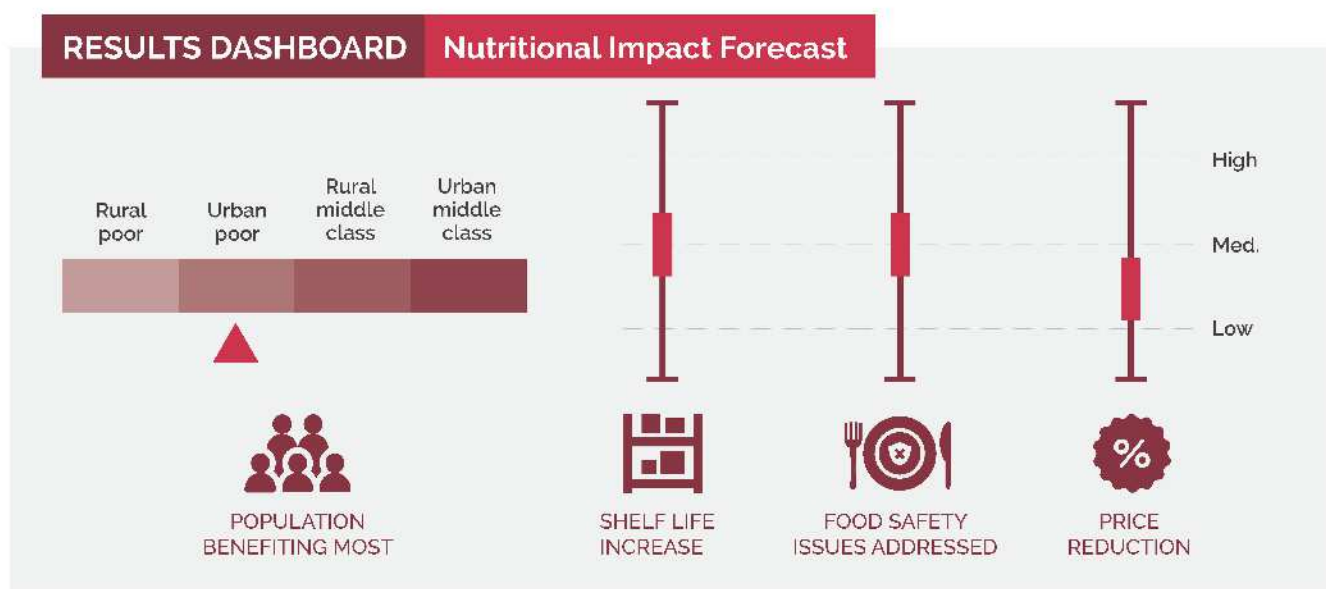 RESULTS DASHBOARD
Nutritional Impact Forecast
Rural
poor
Urban
poor
Rural
middle
class
Urban
middle
class
High
Med.
Low
POPULATION
BENEFITING MOST
SHELF LIFE
INCREASE
FOOD SAFETY
ISSUES ADDRESSED
%
PRICE
REDUCTION